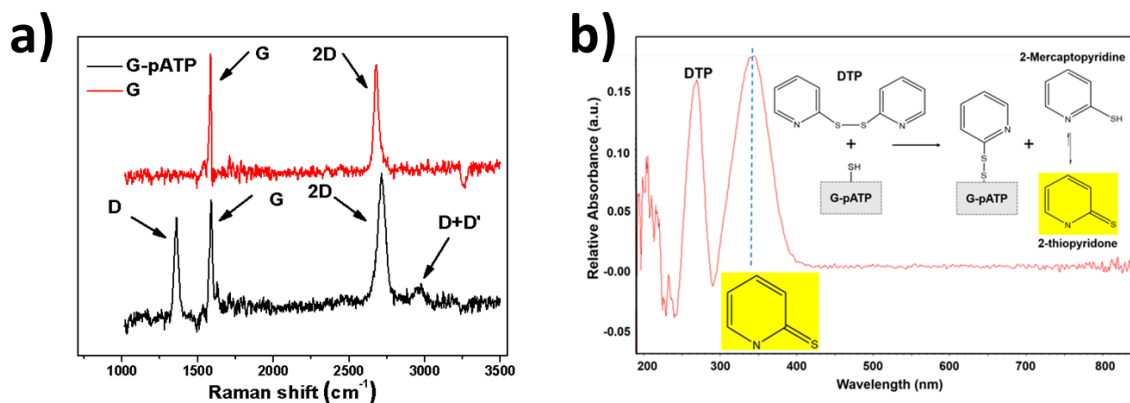 a)
G-pATP
G
G
2D
D
G
2D
D+D'
1000 1500 2000 2500 3000 3500
Raman shift (cm-1)
b)
Relative Absorbance (a.u.)
0.15
0.10
0.05
-0.00
-0.05
200 300 400 500 600 700 800
Wavelength (nm)
DTP
DTP
N S S N
+
SH
G-pATP
N
S
S
G-pATP
+
2-Mercaptopyridine
N SH
N S
2-thiopyridone
N S